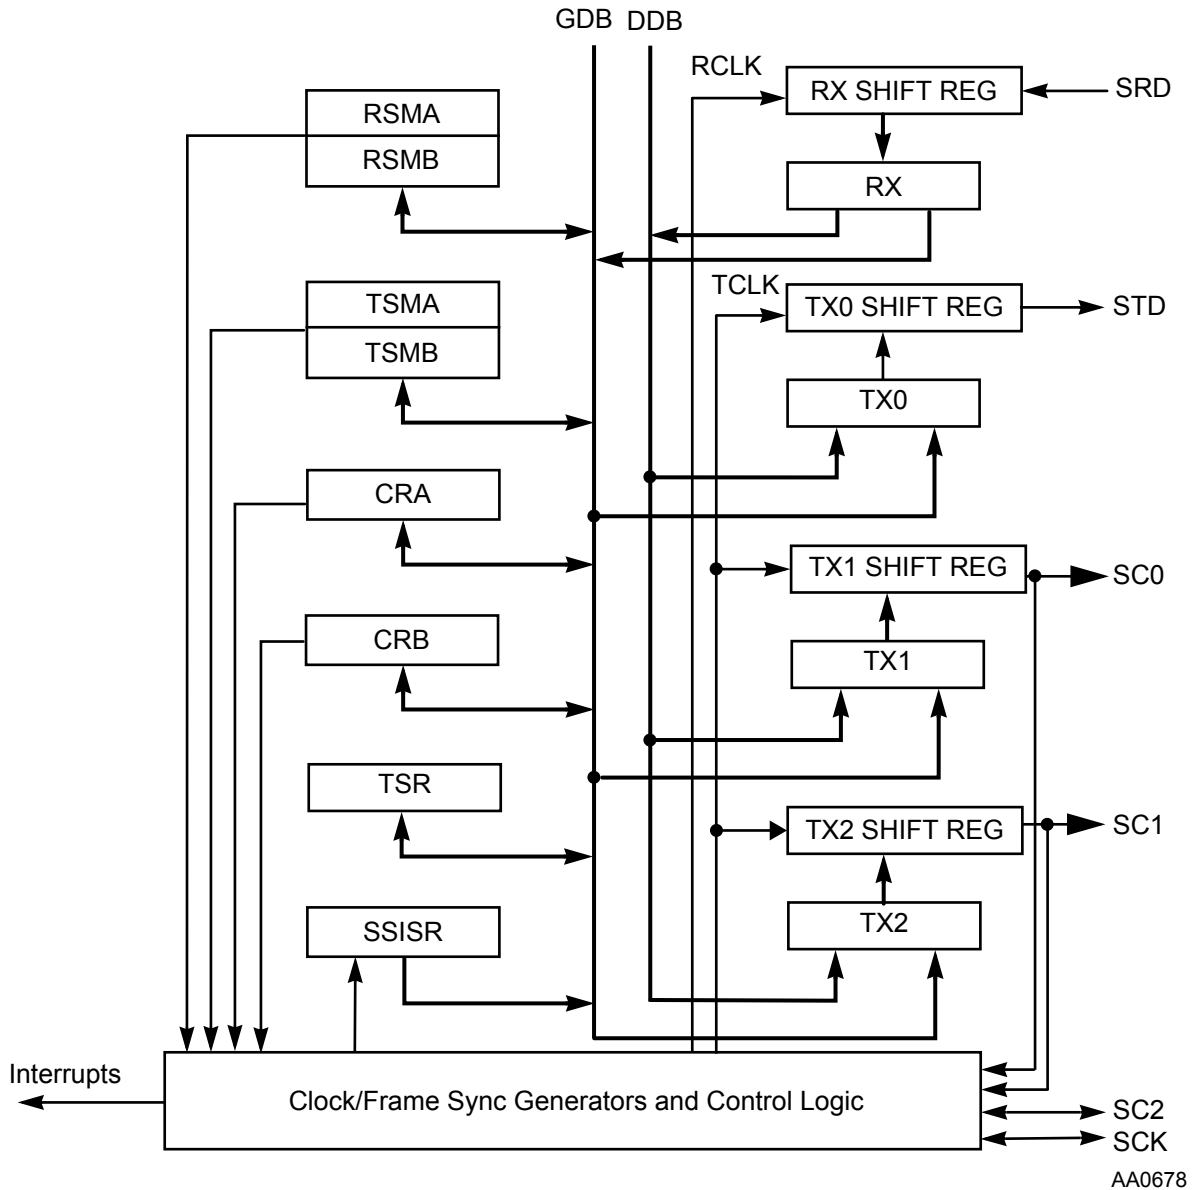 GDB DDB
RCLK
RX SHIFT REG
SRD
RSMA
RSMB
RX
TCLK
TX0 SHIFT REG
STD
TSMA
TSMB
TX0
CRA
TX1 SHIFT REG
SC0
CRB
TX1
TSR
TX2 SHIFT REG
SC1
SSISR
TX2
Interrupts
Clock/Frame Sync Generators and Control Logic
SC2
SCK
AA0678